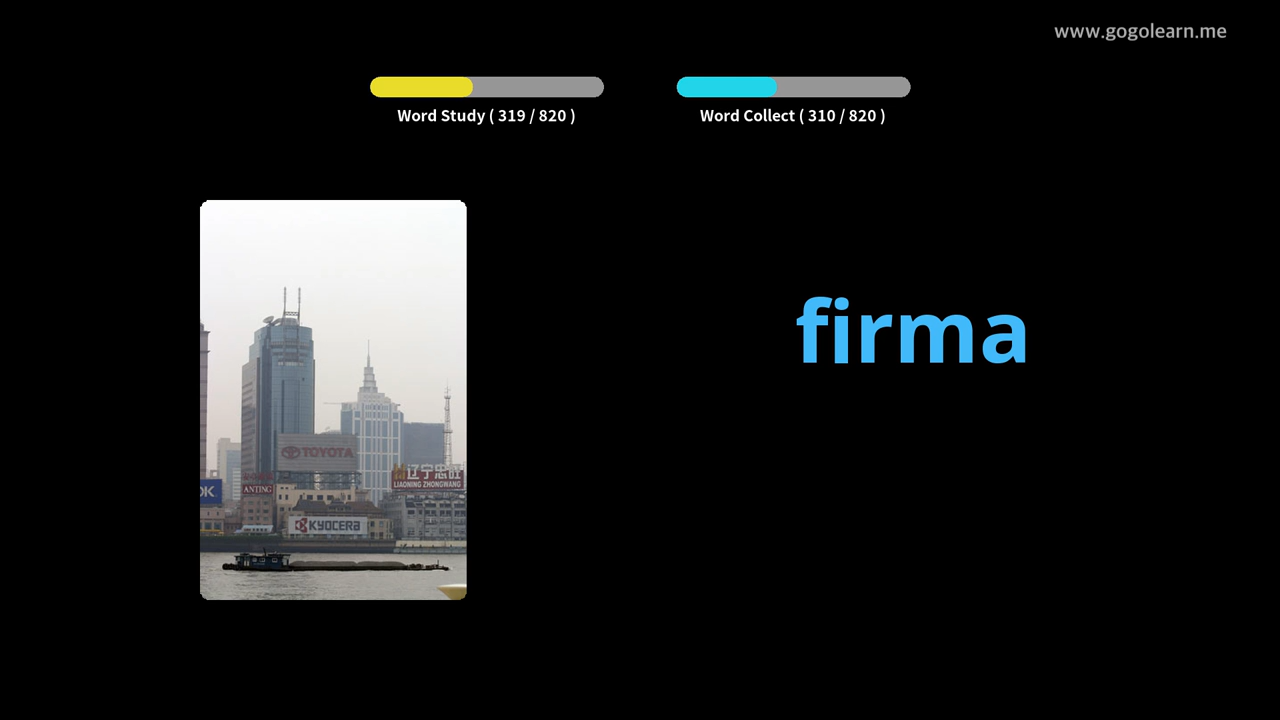 www.gogolearn.me
Word Study ( 319 / 820 )
Word Collect ( 310 / 820 )
firma
TOYOTA
辽宁忠旺
LIAONING ZHONGWANG
OK
ANTING
KYOCERA